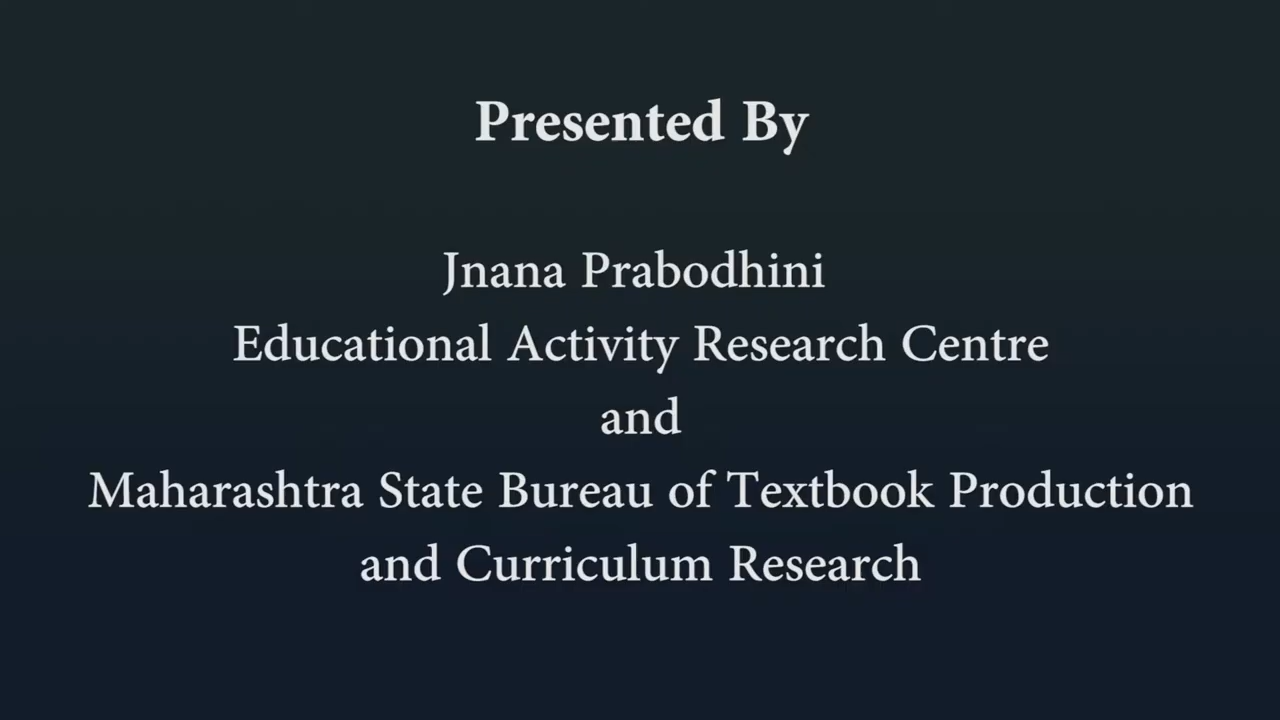 Presented By
Jnana Prabodhini
Educational Activity Research Centre
and
Maharashtra State Bureau of Textbook Production
and Curriculum Research